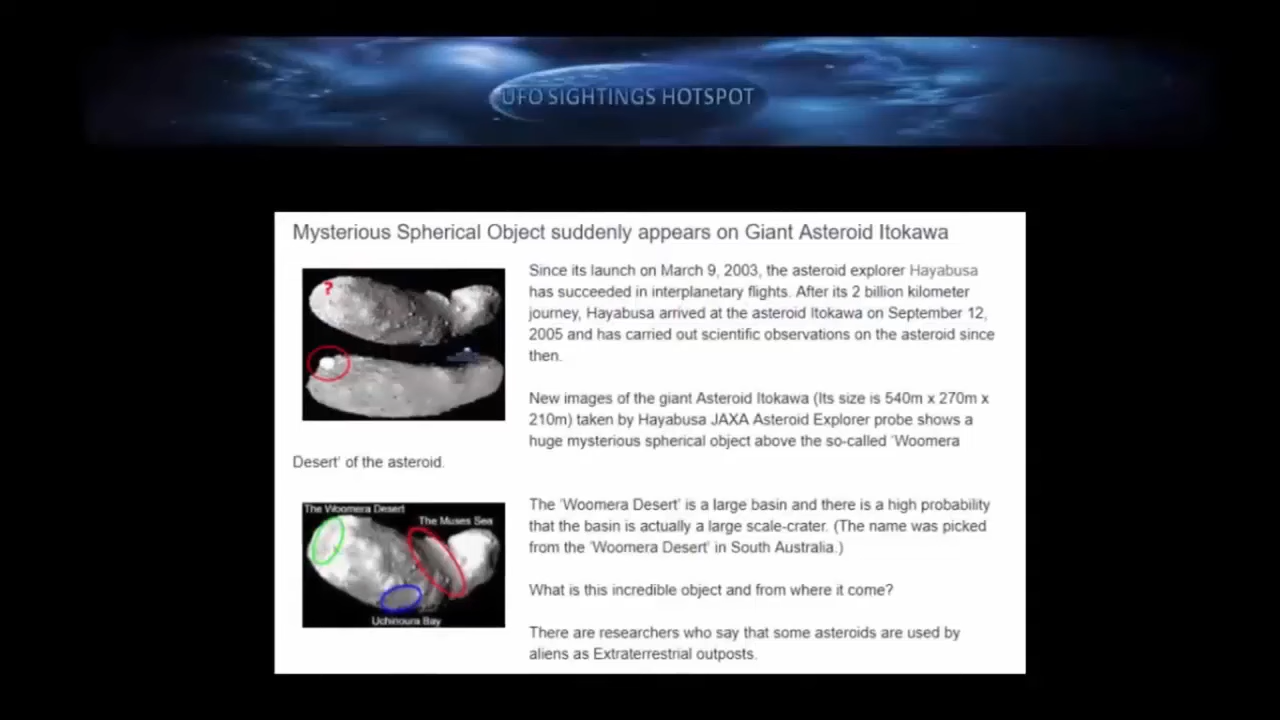 UFO SIGHTINGS HOTSPOT
Mysterious Spherical Object suddenly appears on Giant Asteroid Itokawa
?
Since its launch on March 9, 2003, the asteroid explorer Hayabusa
has succeeded in interplanetary flights. After its 2 billion kilometer
journey, Hayabusa arrived at the asteroid Itokawa on September 12,
2005 and has carried out scientific observations on the asteroid since
then.
New images of the giant Asteroid Itokawa (Its size is 540m x 270m x
210m) taken by Hayabusa JAXA Asteroid Explorer probe shows a
huge mysterious spherical object above the so-called 'Woomera
Desert' of the asteroid.
The Woomera Desert
The Muses Sea
Uchinoura Bay
The 'Woomera Desert' is a large basin and there is a high probability
that the basin is actually a large scale-crater. (The name was picked
from the 'Woomera Desert' in South Australia.)
What is this incredible object and from where it come?
There are researchers who say that some asteroids are used by
aliens as Extraterrestrial outposts.